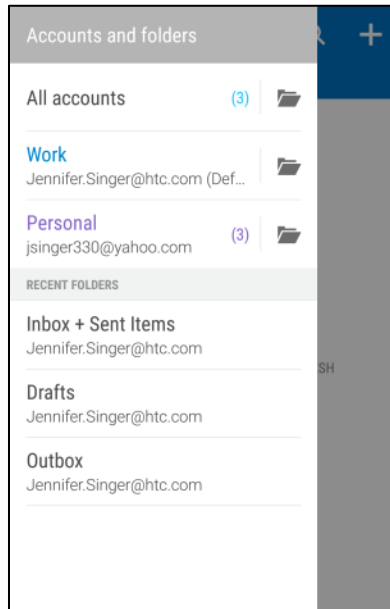 Accounts and folders
All accounts (3)
Work
Jennifer.Singer@htc.com (Def...
Personal (3)
jsinger330@yahoo.com
RECENT FOLDERS
Inbox + Sent Items
Jennifer.Singer@htc.com
SH
Drafts
Jennifer.Singer@htc.com
Outbox
Jennifer.Singer@htc.com